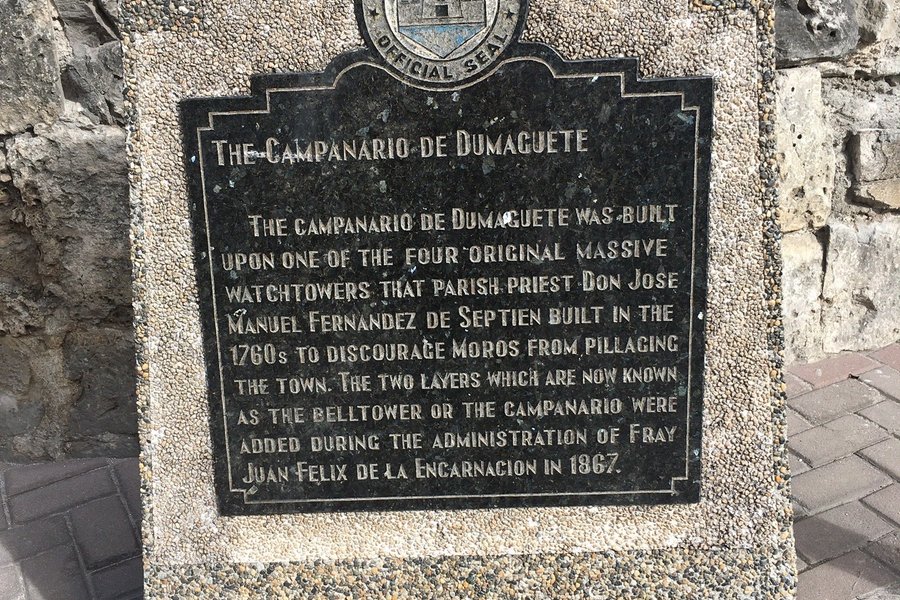 OFFICIAL SEAL
THE CAMPANARIO DE DUMAGUETE
THE CAMPANARIO DE DUMAGUETE WAS BUILT
UPON ONE OF THE FOUR ORIGINAL MASSIVE
WATCHTOWERS THAT PARISH PRIEST DON JOSE
MANUEL FERNANDEZ DE SEPTIEN BUILT IN THE
1760S TO DISCOURAGE MOROS FROM PILLAGING
THE TOWN. THE TWO LAYERS WHICH ARE NOW KNOWN
AS THE BELLTOWER OR THE CAMPANARIO WERE
ADDED DURING THE ADMINISTRATION OF FRAY
JUAN FELIX DE LA ENCARNACION IN 1867.